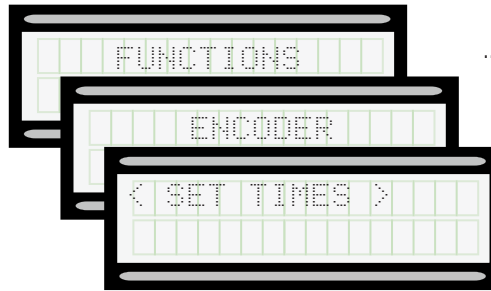 FUNCTIONS
ENCODER
< SET TIMES >